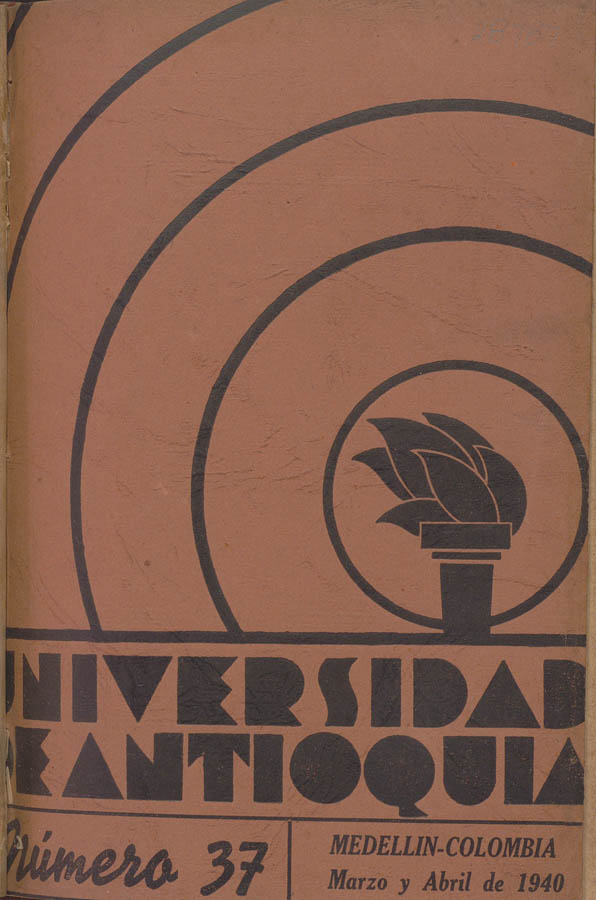 UNIVERSIDAD
DE ANTIOQUIA
Número 37
MEDELLIN-COLOMBIA
Marzo y Abril de 1940